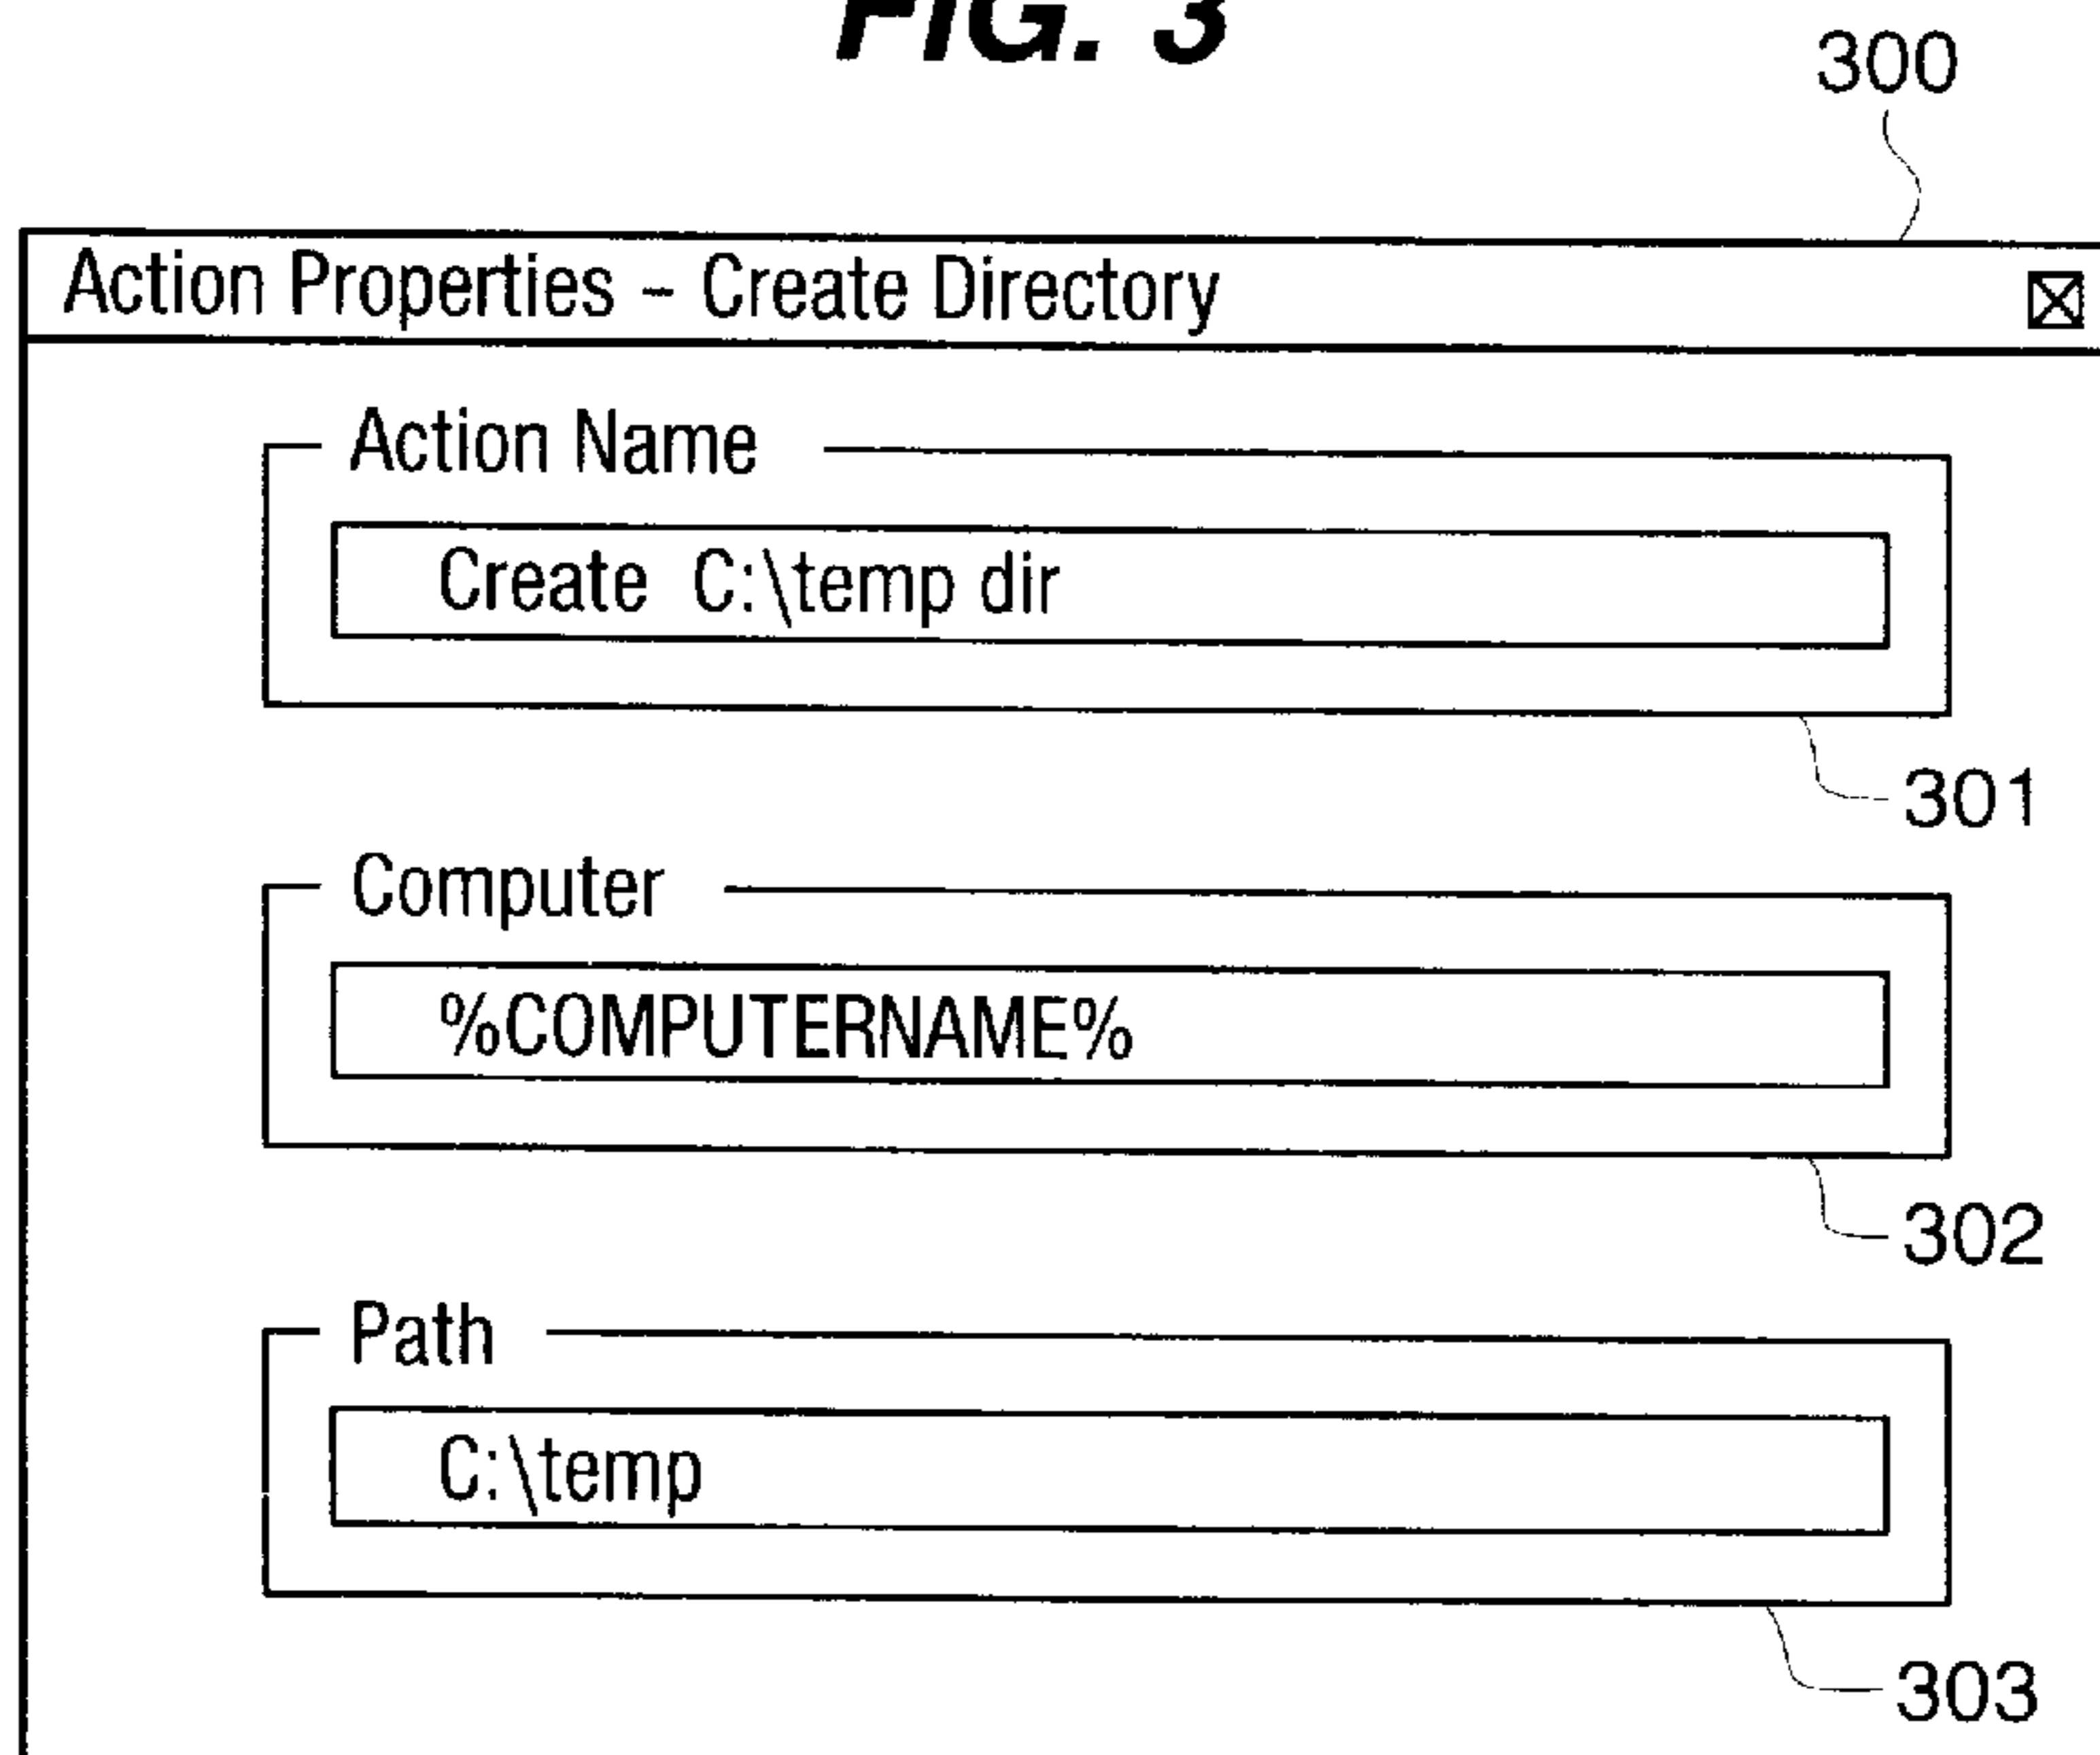 FIG. 3
300
Action Properties - Create Directory
Action Name
Create C:\temp dir
301
Computer
%COMPUTERNAME%
302
Path
C:\temp
303